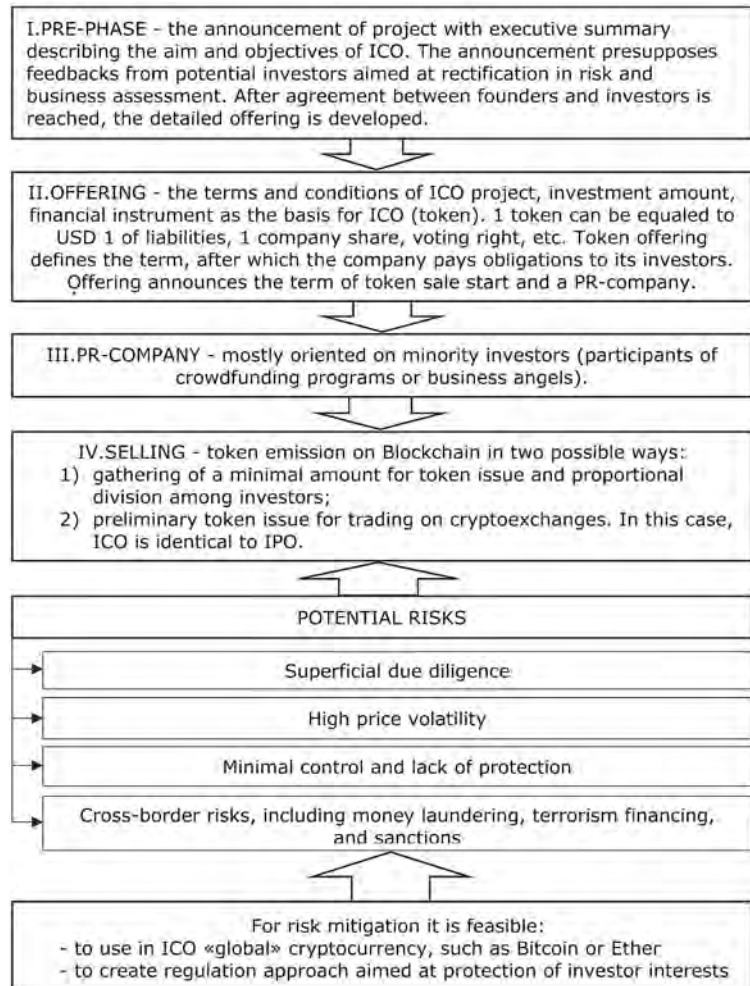 I.PRE-PHASE - the announcement of project with executive summary
describing the aim and objectives of ICO. The announcement presupposes
feedbacks from potential investors aimed at rectification in risk and
business assessment. After agreement between founders and investors is
reached, the detailed offering is developed.
II.OFFERING - the terms and conditions of ICO project, investment amount,
financial instrument as the basis for ICO (token). 1 token can be equaled to
USD 1 of liabilities, 1 company share, voting right, etc. Token offering
defines the term, after which the company pays obligations to its investors.
Offering announces the term of token sale start and a PR-company.
III.PR-COMPANY - mostly oriented on minority investors (participants of
crowdfunding programs or business angels).
IV.SELLING - token emission on Blockchain in two possible ways:
1) gathering of a minimal amount for token issue and proportional
division among investors;
2) preliminary token issue for trading on cryptoexchanges. In this case,
ICO is identical to IPO.
POTENTIAL RISKS
Superficial due diligence
High price volatility
Minimal control and lack of protection
Cross-border risks, including money laundering, terrorism financing,
and sanctions
For risk mitigation it is feasible:
- to use in ICO «global» cryptocurrency, such as Bitcoin or Ether
- to create regulation approach aimed at protection of investor interests